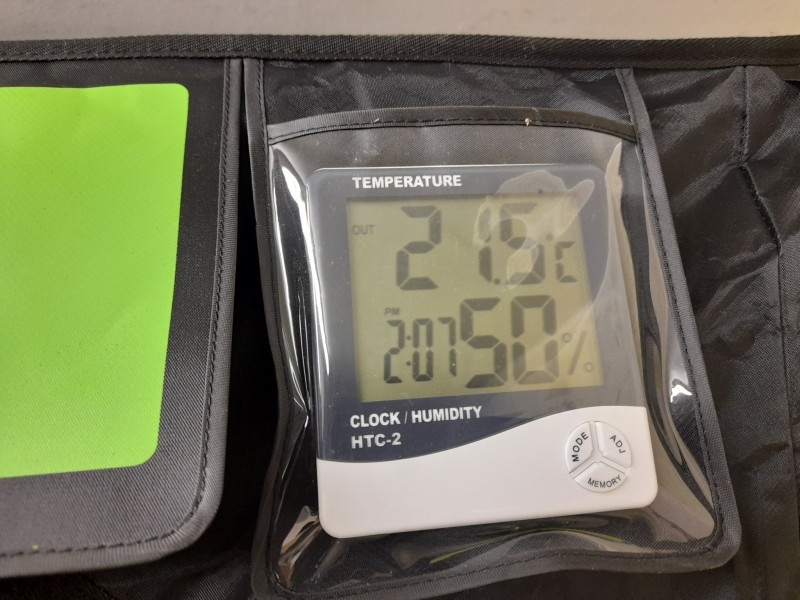 TEMPERATURE
OUT
21.5°C
PM
2:07 50%
CLOCK / HUMIDITY
HTC-2
MODE ADJ
MEMORY